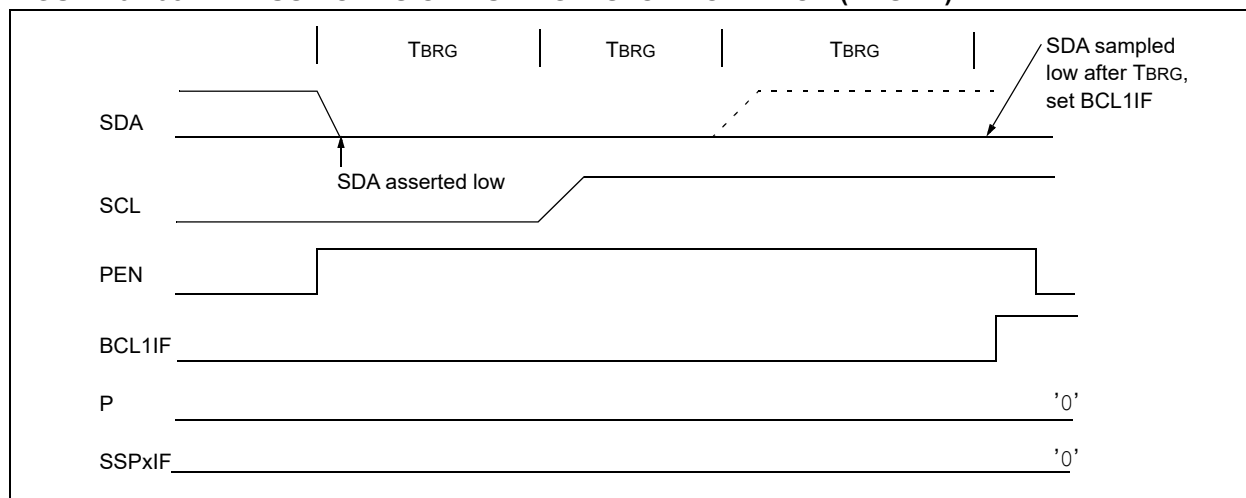 TBRG
TBRG
TBRG
SDA sampled
low after TBRG,
set BCL1IF
SDA
SDA asserted low
SCL
PEN
BCL1IF
P
'0'
SSPxIF
'0'